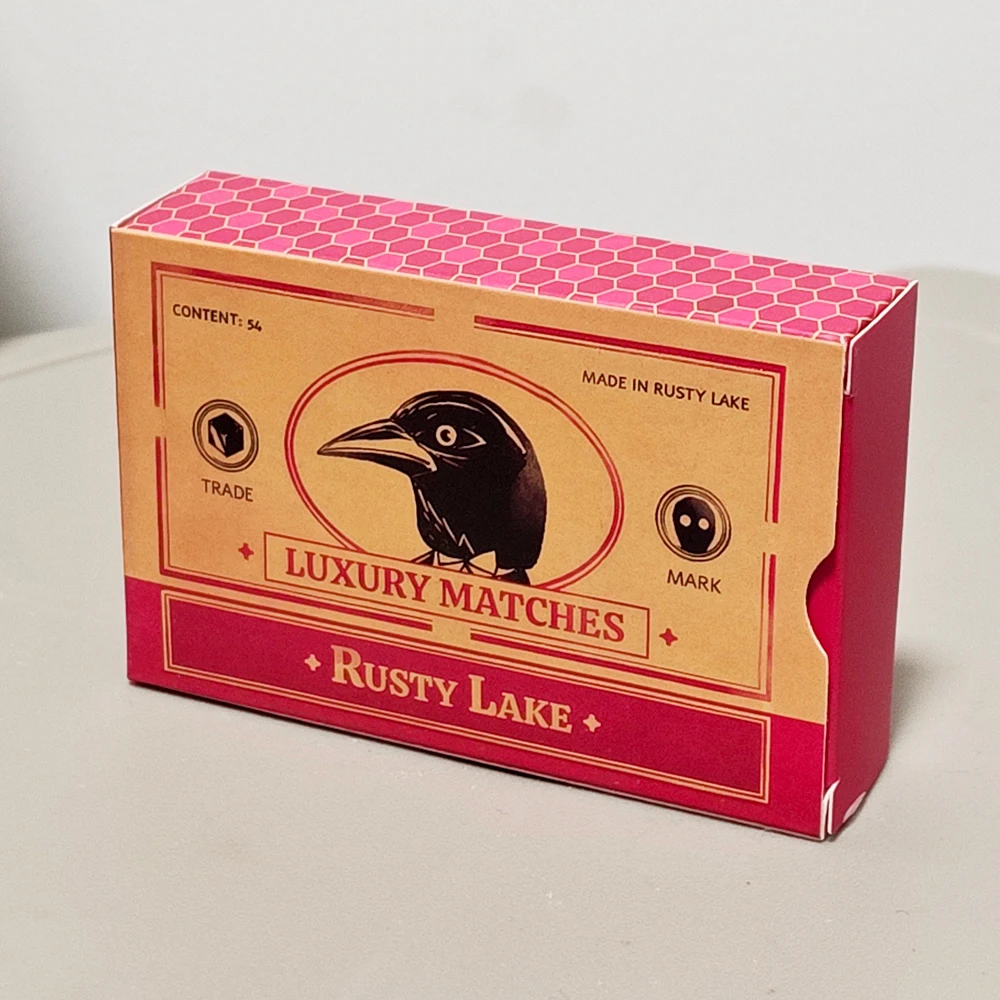 CONTENT: 54
MADE IN RUSTY LAKE
TRADE
MARK
LUXURY MATCHES
RUSTY LAKE